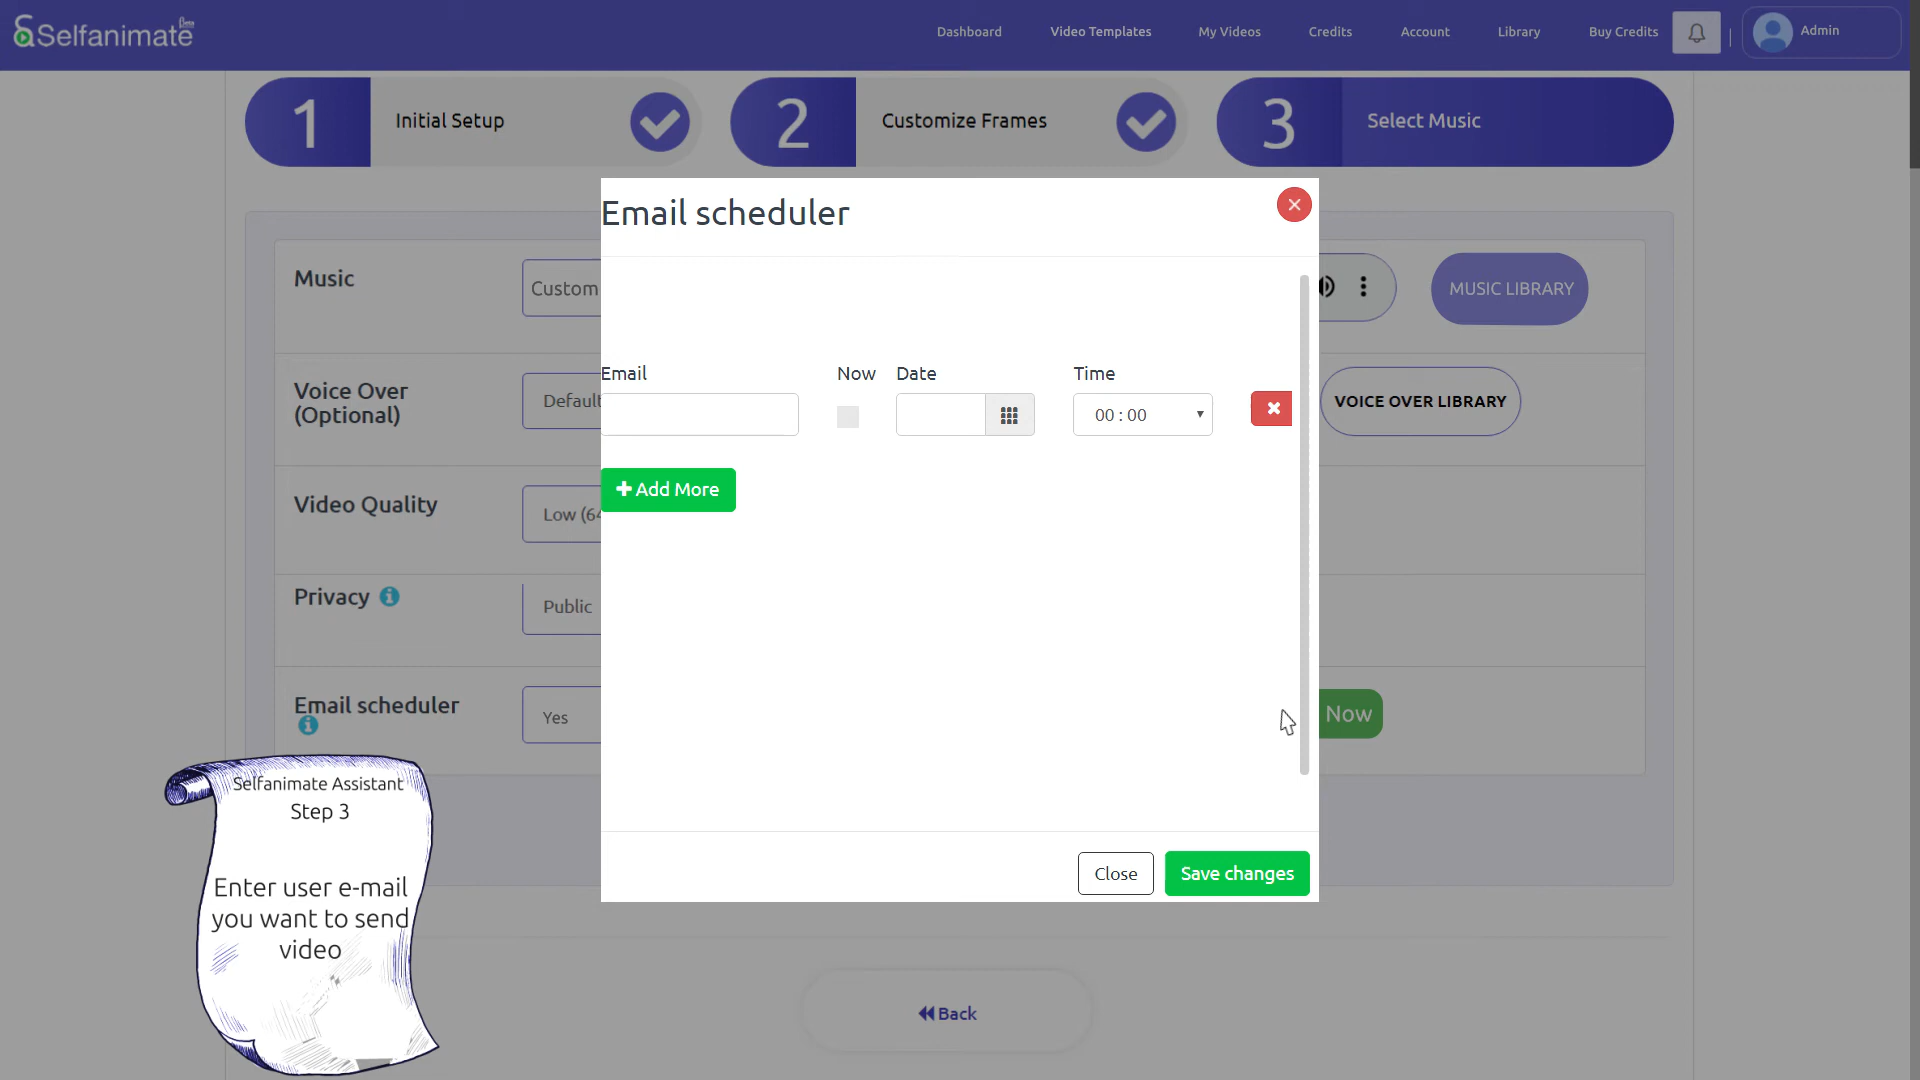 Selfanimate Beta
Dashboard
Video Templates
My Videos
Credits
Account
Library
Buy Credits
Admin
1 Initial Setup
2 Customize Frames
3 Select Music
Email scheduler
Music
Custom
MUSIC LIBRARY
Email
Now
Date
Time
00 : 00
Voice Over
(Optional)
Default
VOICE OVER LIBRARY
Add More
Video Quality
Low (64
Privacy
Public
Email scheduler
Yes
Now
Selfanimate Assistant
Step 3
Enter user e-mail
you want to send
video
Close
Save changes
Back